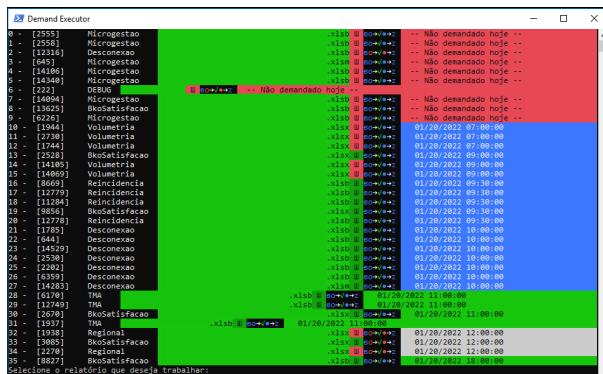 Demand Executor
0 - [2555] Microgestao .xlsb -- Não demandado hoje --
1 - [2558] Microgestao .xlsb -- Não demandado hoje --
2 - [12316] Desconexao .xlsb -- Não demandado hoje --
3 - [645] Microgestao .xlsm -- Não demandado hoje --
4 - [14106] Microgestao .xlsb -- Não demandado hoje --
5 - [14340] Microgestao .xlsb -- Não demandado hoje --
6 - [222] DEBUG -- Não demandado hoje --
7 - [14094] Microgestao .xlsb -- Não demandado hoje --
8 - [13625] BkoSatisfacao .xlsb -- Não demandado hoje --
9 - [6226] Microgestao .xlsm -- Não demandado hoje --
10 - [1944] Volumetria .xlsb 01/20/2022 07:00:00
11 - [2730] Volumetria .xlsx 01/20/2022 07:00:00
12 - [1744] Volumetria .xlsx 01/20/2022 07:00:00
13 - [2528] BkoSatisfacao .xlsx 01/20/2022 09:00:00
14 - [14105] Volumetria .xlsx 01/20/2022 09:00:00
15 - [14069] Volumetria .xlsx 01/20/2022 09:00:00
16 - [8669] Reincidencia .xlsb 01/20/2022 09:30:00
17 - [12779] Reincidencia .xlsb 01/20/2022 09:30:00
18 - [11284] Reincidencia .xlsb 01/20/2022 09:30:00
19 - [9856] BkoSatisfacao .xlsx 01/20/2022 09:30:00
20 - [12778] Reincidencia .xlsb 01/20/2022 09:30:00
21 - [1785] Desconexao .xlsb 01/20/2022 10:00:00
22 - [644] Desconexao .xlsb 01/20/2022 10:00:00
23 - [14529] Desconexao .xlsb 01/20/2022 10:00:00
24 - [2530] Desconexao .xlsb 01/20/2022 10:00:00
25 - [2202] Desconexao .xlsb 01/20/2022 10:00:00
26 - [6359] Desconexao .xlsb 01/20/2022 10:00:00
27 - [14283] Desconexao .xlsm 01/20/2022 10:00:00
28 - [6170] TMA .xlsb 01/20/2022 11:00:00
29 - [12749] TMA .xlsb 01/20/2022 11:00:00
30 - [2670] BkoSatisfacao .xlsx 01/20/2022 11:00:00
31 - [1937] TMA .xlsb 01/20/2022 11:00:00
32 - [1938] Regional .xlsx 01/20/2022 12:00:00
33 - [3085] BkoSatisfacao .xlsb 01/20/2022 12:00:00
34 - [2270] Regional .xlsx 01/20/2022 12:00:00
35 - [8827] BkoSatisfacao .xlsb 01/20/2022 18:00:00
Selecione o relatório que deseja trabalhar: